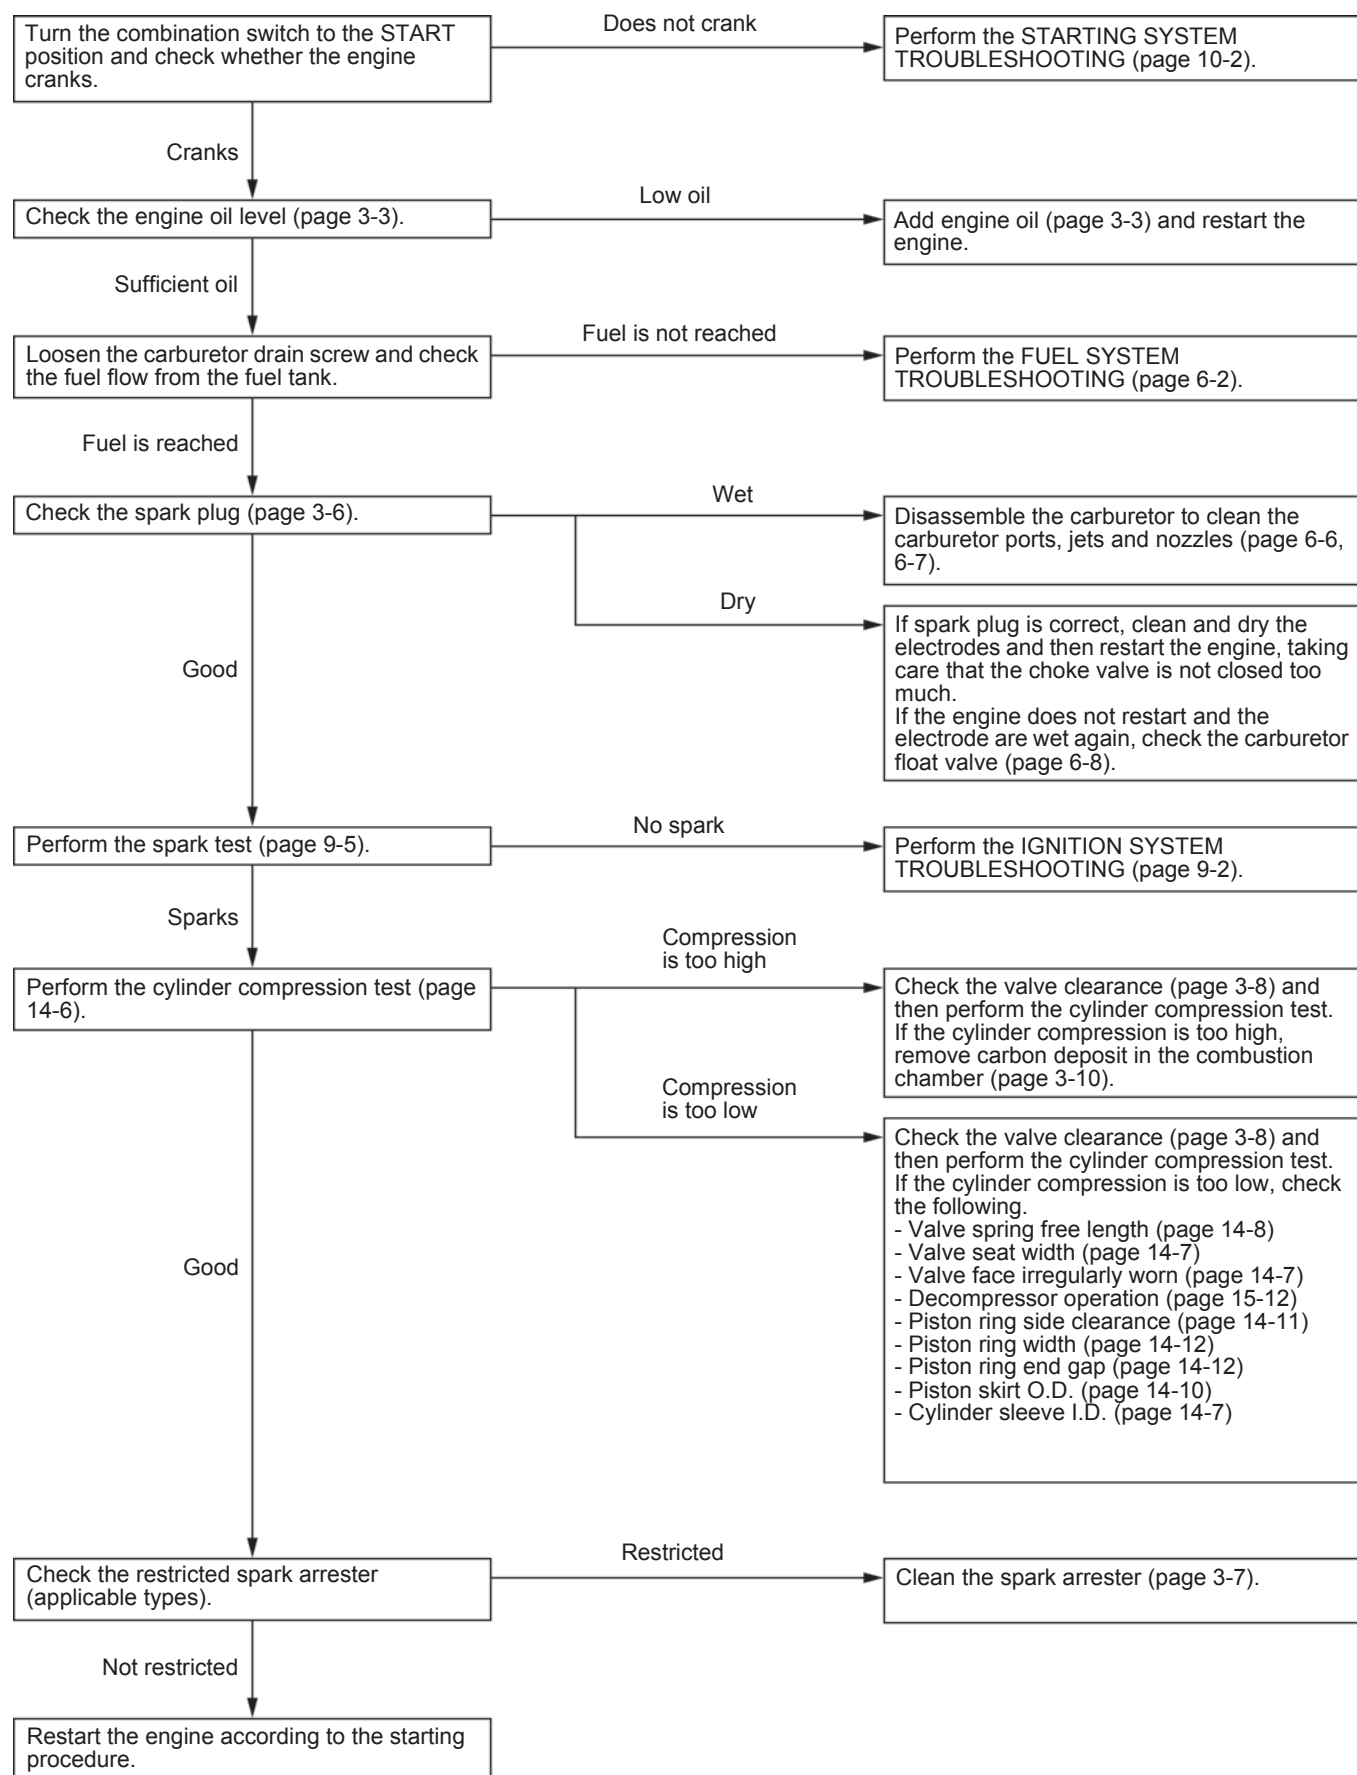 Turn the combination switch to the START
position and check whether the engine
cranks.
Does not crank
Perform the STARTING SYSTEM
TROUBLESHOOTING (page 10-2).
Cranks
Check the engine oil level (page 3-3).
Low oil
Add engine oil (page 3-3) and restart the
engine.
Sufficient oil
Loosen the carburetor drain screw and check
the fuel flow from the fuel tank.
Fuel is not reached
Perform the FUEL SYSTEM
TROUBLESHOOTING (page 6-2).
Fuel is reached
Check the spark plug (page 3-6).
Wet
Disassemble the carburetor to clean the
carburetor ports, jets and nozzles (page 6-6,
6-7).
Dry
If spark plug is correct, clean and dry the
electrodes and then restart the engine, taking
care that the choke valve is not closed too
much.
If the engine does not restart and the
electrode are wet again, check the carburetor
float valve (page 6-8).
Good
Perform the spark test (page 9-5).
No spark
Perform the IGNITION SYSTEM
TROUBLESHOOTING (page 9-2).
Sparks
Perform the cylinder compression test (page
14-6).
Compression
is too high
Check the valve clearance (page 3-8) and
then perform the cylinder compression test.
If the cylinder compression is too high,
remove carbon deposit in the combustion
chamber (page 3-10).
Compression
is too low
Check the valve clearance (page 3-8) and
then perform the cylinder compression test.
If the cylinder compression is too low, check
the following.
- Valve spring free length (page 14-8)
- Valve seat width (page 14-7)
- Valve face irregularly worn (page 14-7)
- Decompressor operation (page 15-12)
- Piston ring side clearance (page 14-11)
- Piston ring width (page 14-12)
- Piston ring end gap (page 14-12)
- Piston skirt O.D. (page 14-10)
- Cylinder sleeve I.D. (page 14-7)
Good
Check the restricted spark arrester
(applicable types).
Restricted
Clean the spark arrester (page 3-7).
Not restricted
Restart the engine according to the starting
procedure.